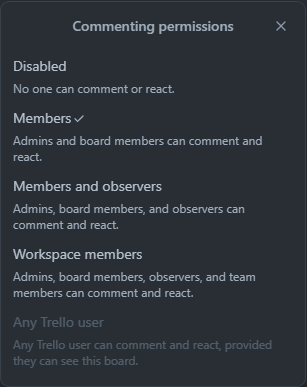 Commenting permissions
Disabled
No one can comment or react.
Members
Admins and board members can comment and
react.
Members and observers
Admins, board members, and observers can
comment and react.
Workspace members
Admins, board members, observers, and team
members can comment and react.
Any Trello user
Any Trello user can comment and react, provided
they can see this board.